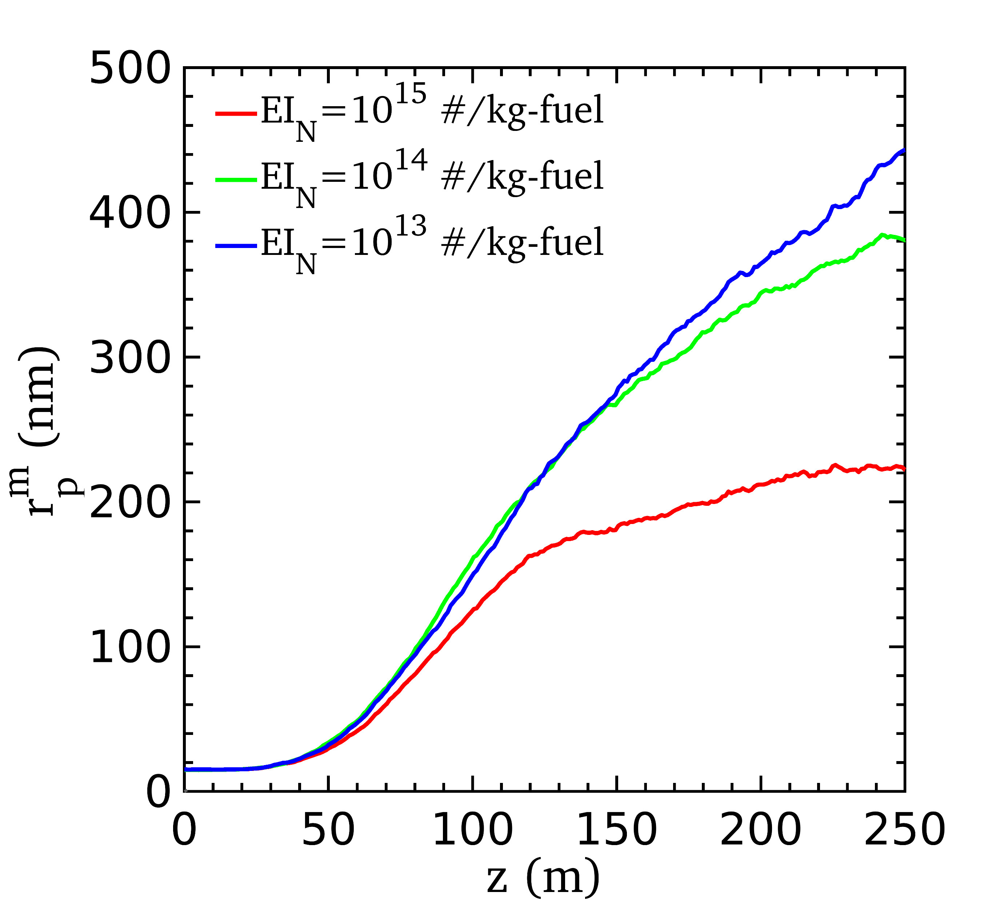 500
400
300
200
100
0
r_p^m (nm)
EI_N=10^15 #/kg-fuel
EI_N=10^14 #/kg-fuel
EI_N=10^13 #/kg-fuel
0 50 100 150 200 250
z (m)